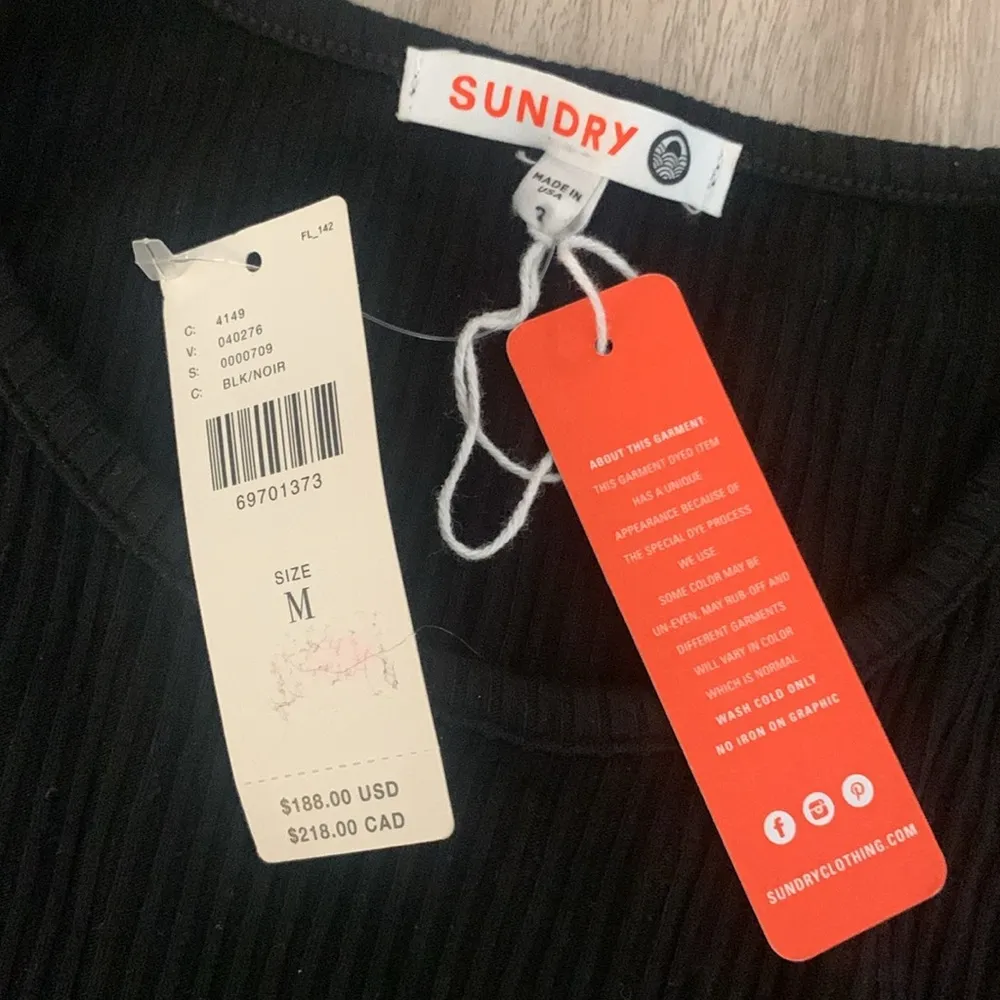 SUNDRY
MADE IN
USA
2
FL_142
C: 4149
V: 040276
S: 0000709
C: BLK/NOIR
69701373
SIZE
M
$188.00 USD
$218.00 CAD
ABOUT THIS GARMENT:
THIS GARMENT DYED ITEM
HAS A UNIQUE
APPEARANCE BECAUSE OF
THE SPECIAL DYE PROCESS
WE USE
SOME COLOR MAY BE
UN-EVEN, MAY RUB-OFF AND
DIFFERENT GARMENTS
WILL VARY IN COLOR
WHICH IS NORMAL
WASH COLD ONLY
NO IRON ON GRAPHIC
SUNDRYCLOTHING.COM